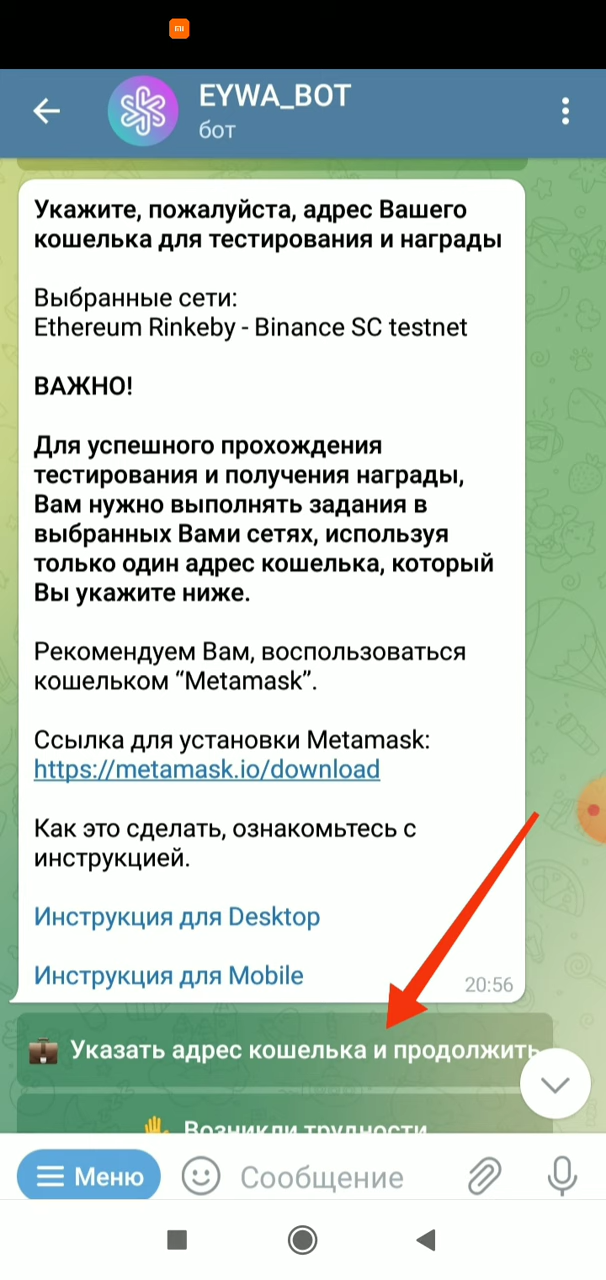 EYWA_BOT
бот
Укажите, пожалуйста, адрес Вашего
кошелька для тестирования и награды
Выбранные сети:
Ethereum Rinkeby - Binance SC testnet
ВАЖНО!
Для успешного прохождения
тестирования и получения награды,
Вам нужно выполнять задания в
выбранных Вами сетях, используя
только один адрес кошелька, который
Вы укажите ниже.
Рекомендуем Вам, воспользоваться
кошельком “Metamask”.
Ссылка для установки Metamask:
https://metamask.io/download
Как это сделать, ознакомьтесь с
инструкцией.
Инструкция для Desktop
Инструкция для Mobile
20:56
Указать адрес кошелька и продолжить
Возникли трудности
Меню
Сообщение